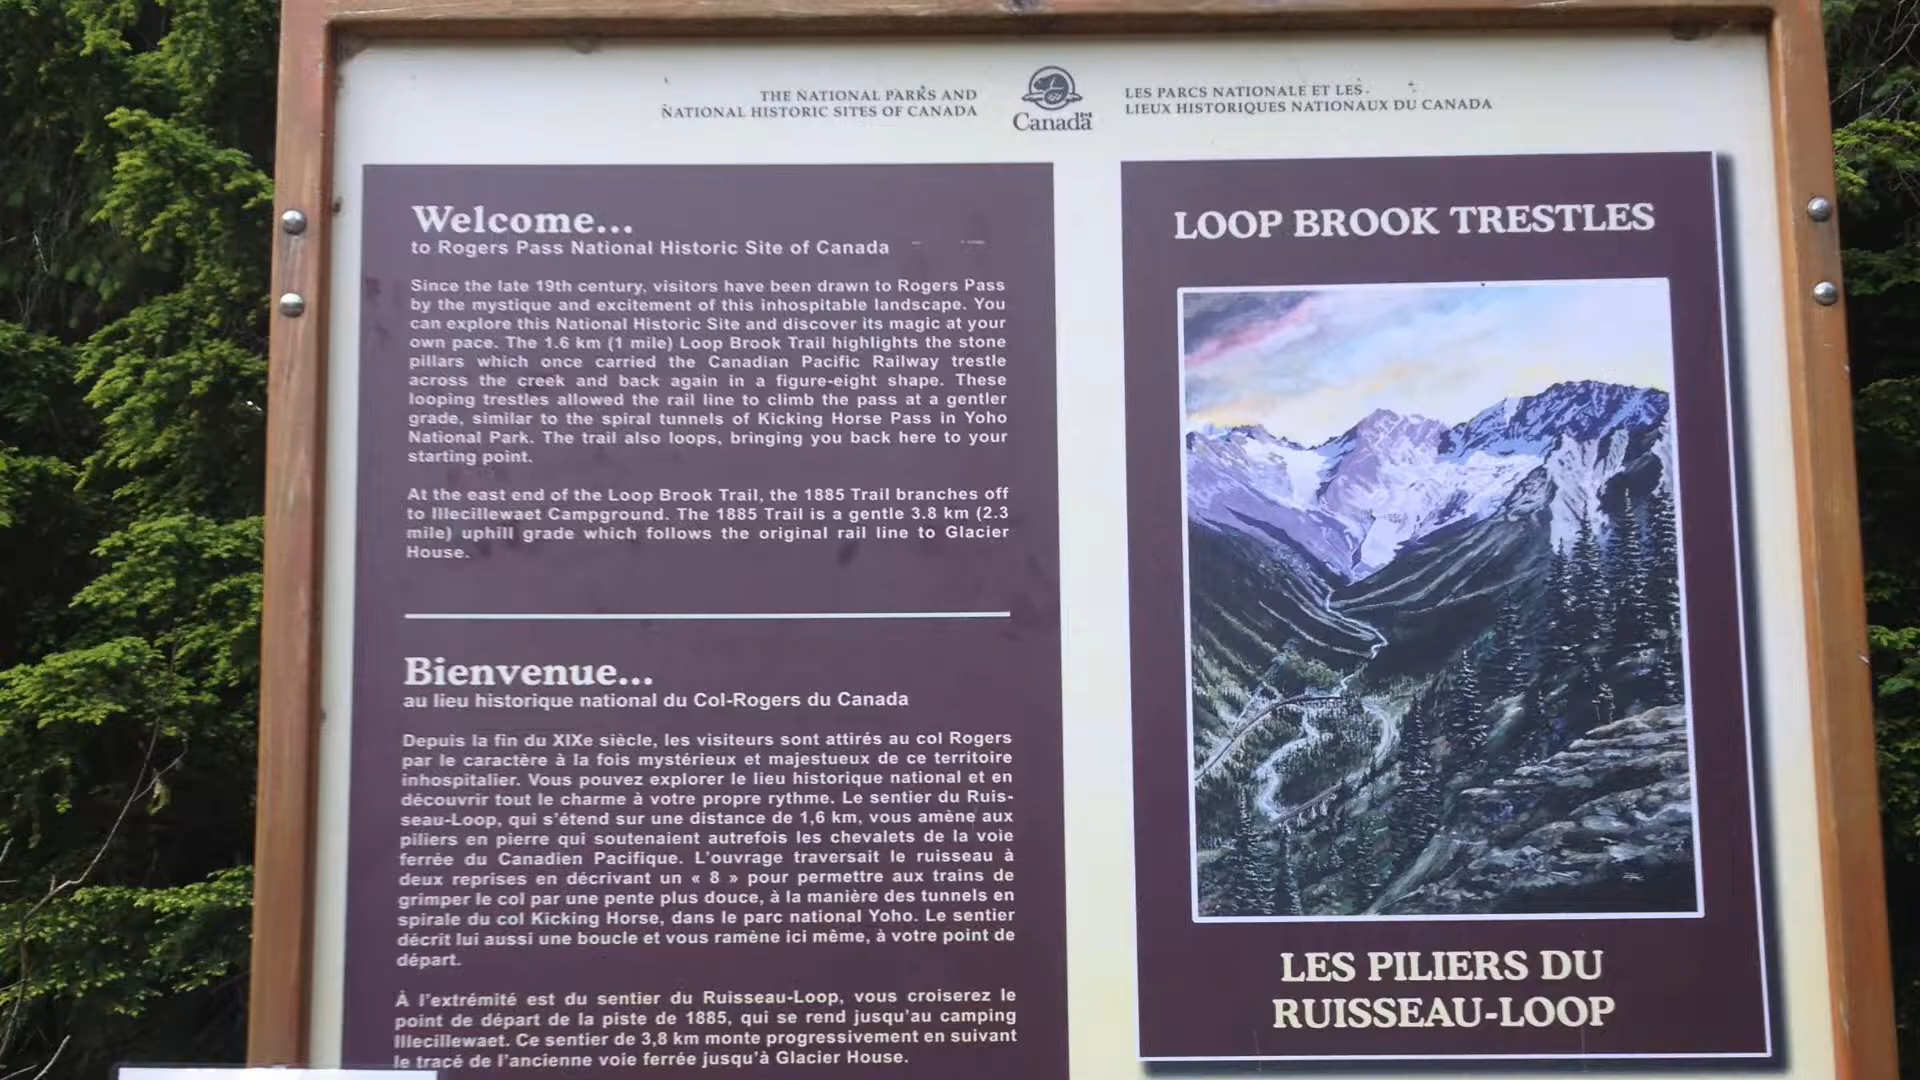 THE NATIONAL PARKS AND
NATIONAL HISTORIC SITES OF CANADA
Canada
LES PARCS NATIONALE ET LES
LIEUX HISTORIQUES NATIONAUX DU CANADA
Welcome...
to Rogers Pass National Historic Site of Canada
Since the late 19th century, visitors have been drawn to Rogers Pass
by the mystique and excitement of this inhospitable landscape. You
can explore this National Historic Site and discover its magic at your
own pace. The 1.6 km (1 mile) Loop Brook Trail highlights the stone
pillars which once carried the Canadian Pacific Railway trestle
across the creek and back again in a figure-eight shape. These
looping trestles allowed the rail line to climb the pass at a gentler
grade, similar to the spiral tunnels of Kicking Horse Pass in Yoho
National Park. The trail also loops, bringing you back here to your
starting point.
At the east end of the Loop Brook Trail, the 1885 Trail branches off
to Illecillewaet Campground. The 1885 Trail is a gentle 3.8 km (2.3
mile) uphill grade which follows the original rail line to Glacier
House.
Bienvenue...
au lieu historique national du Col-Rogers du Canada
Depuis la fin du XIXe siècle, les visiteurs sont attirés au col Rogers
par le caractère à la fois mystérieux et majestueux de ce territoire
inhospitalier. Vous pouvez explorer le lieu historique national et en
découvrir tout le charme à votre propre rythme. Le sentier du Ruis-
seau-Loop, qui s'étend sur une distance de 1,6 km, vous amène aux
piliers en pierre qui soutenaient autrefois les chevalets de la voie
ferrée du Canadien Pacifique. L'ouvrage traversait le ruisseau à
deux reprises en décrivant un « 8 » pour permettre aux trains de
grimper le col par une pente plus douce, à la manière des tunnels en
spirale du col Kicking Horse, dans le parc national Yoho. Le sentier
décrit lui aussi une boucle et vous ramène ici même, à votre point de
départ.
À l'extrémité est du sentier du Ruisseau-Loop, vous croiserez le
point de départ de la piste de 1885, qui se rend jusqu'au camping
Illecillewaet. Ce sentier de 3,8 km monte progressivement en suivant
le tracé de l'ancienne voie ferrée jusqu'à Glacier House.
LOOP BROOK TRESTLES
LES PILIERS DU
RUISSEAU-LOOP